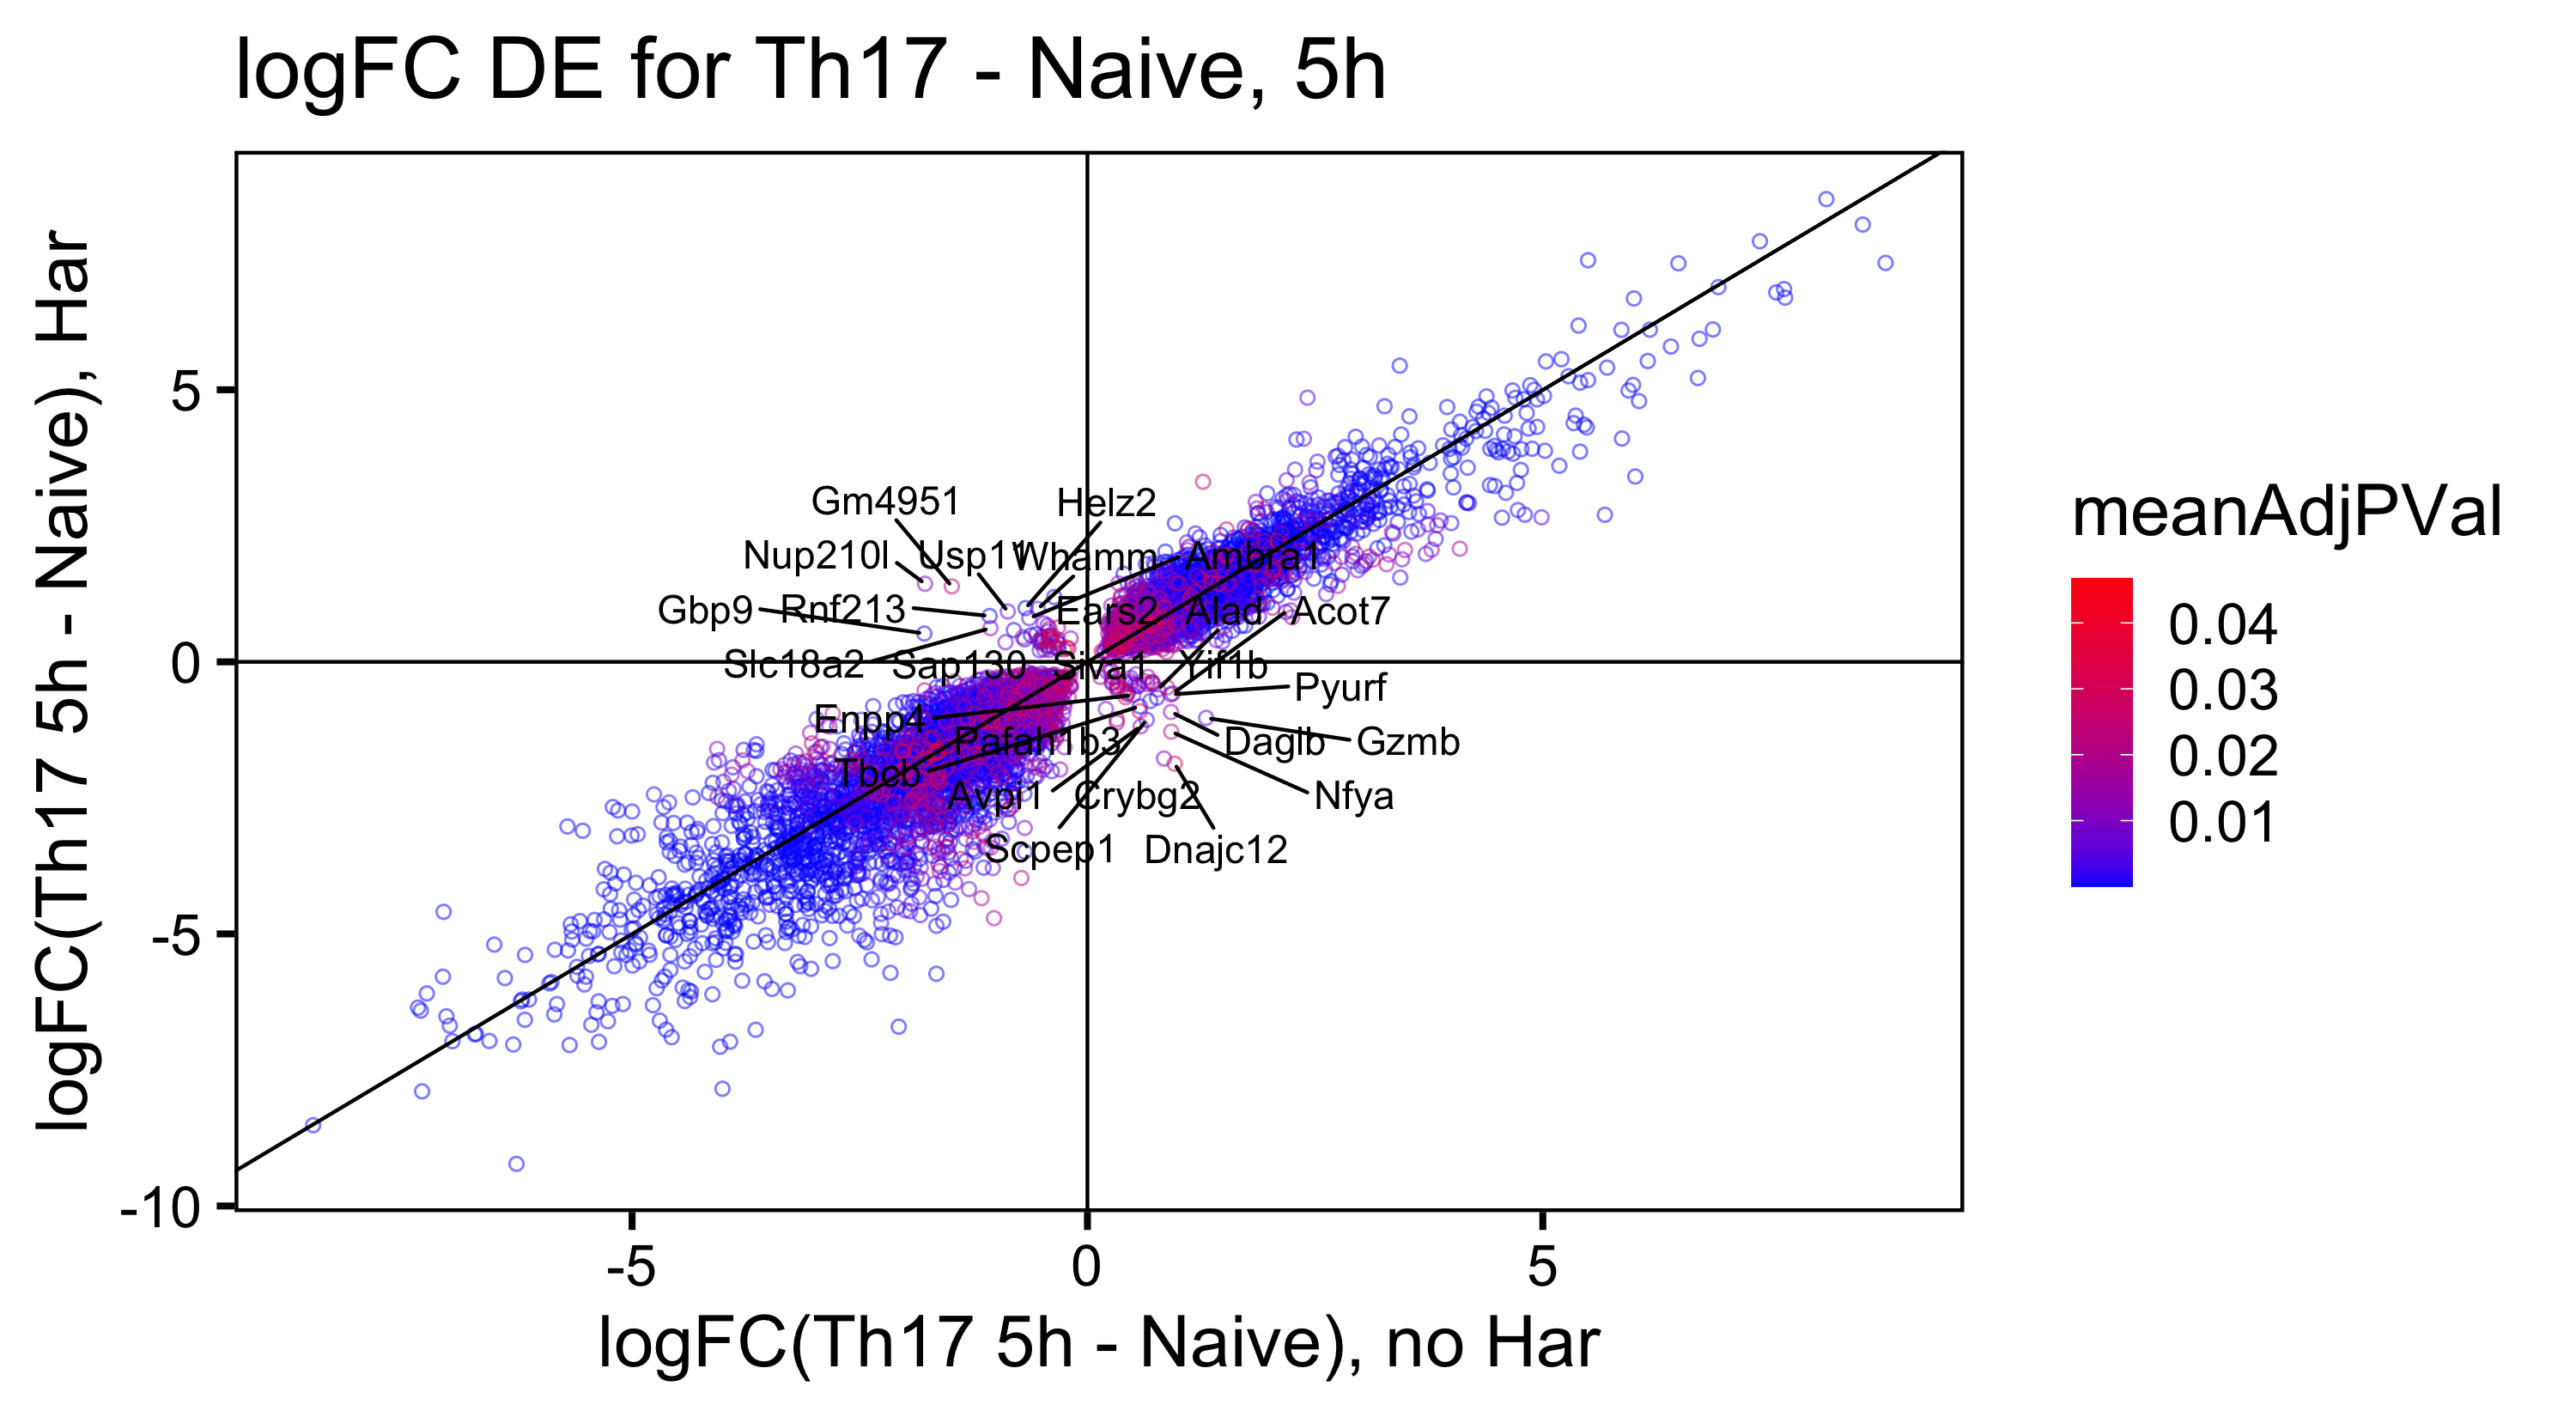 logFC DE for Th17 - Naive, 5h
logFC(Th17 5h - Naive), Har
5
0
-5
-10
Gm4951
Helz2
Nup210l
Usp11
Whamm
Ambra1
Gbp9
Rnf213
Ears2
Alad
Acot7
Slc18a2
Sap130
Siva1
Yif1b
Pyurf
Enpp4
Pafah1b3
Daglb
Gzmb
Tbcb
Avpi1
Crybg2
Nfya
Scpep1
Dnajc12
-5
0
5
logFC(Th17 5h - Naive), no Har
meanAdjPVal
0.04
0.03
0.02
0.01